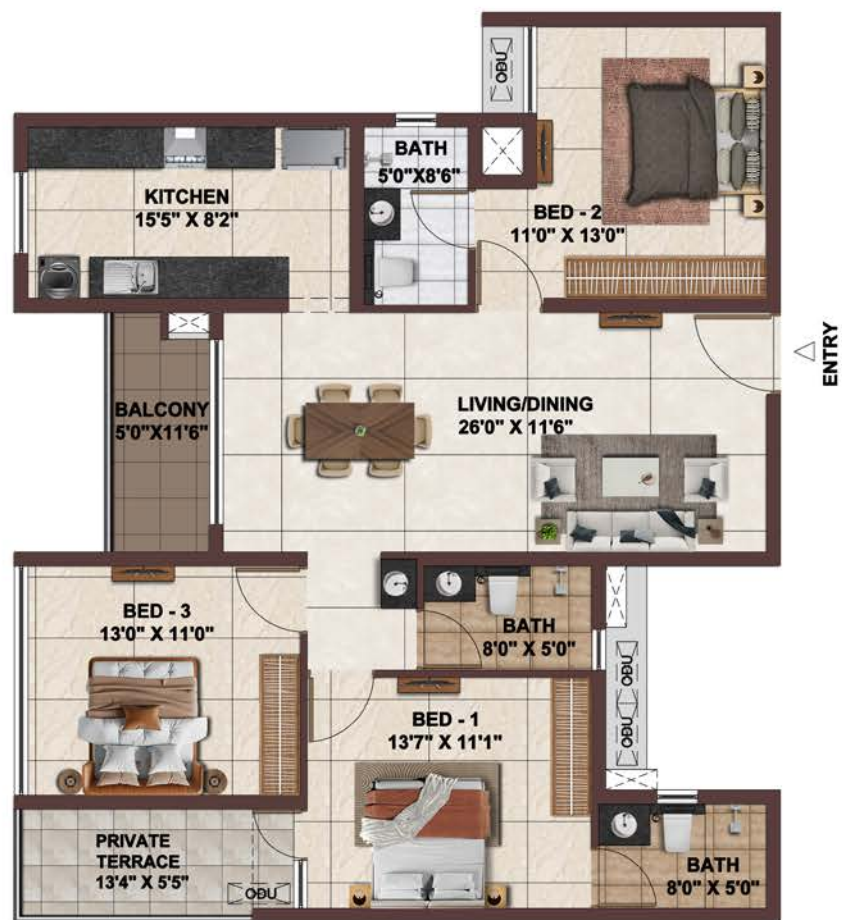 ODU
BATH
5'0"X8'6"
KITCHEN
15'5" X 8'2"
BED - 2
11'0" X 13'0"
ENTRY
BALCONY
5'0"X11'6"
LIVING/DINING
26'0" X 11'6"
BED - 3
13'0" X 11'0"
BATH
8'0" X 5'0"
ODU
ODU
BED - 1
13'7" X 11'1"
PRIVATE
TERRACE
13'4" X 5'5"
ODU
BATH
8'0" X 5'0"